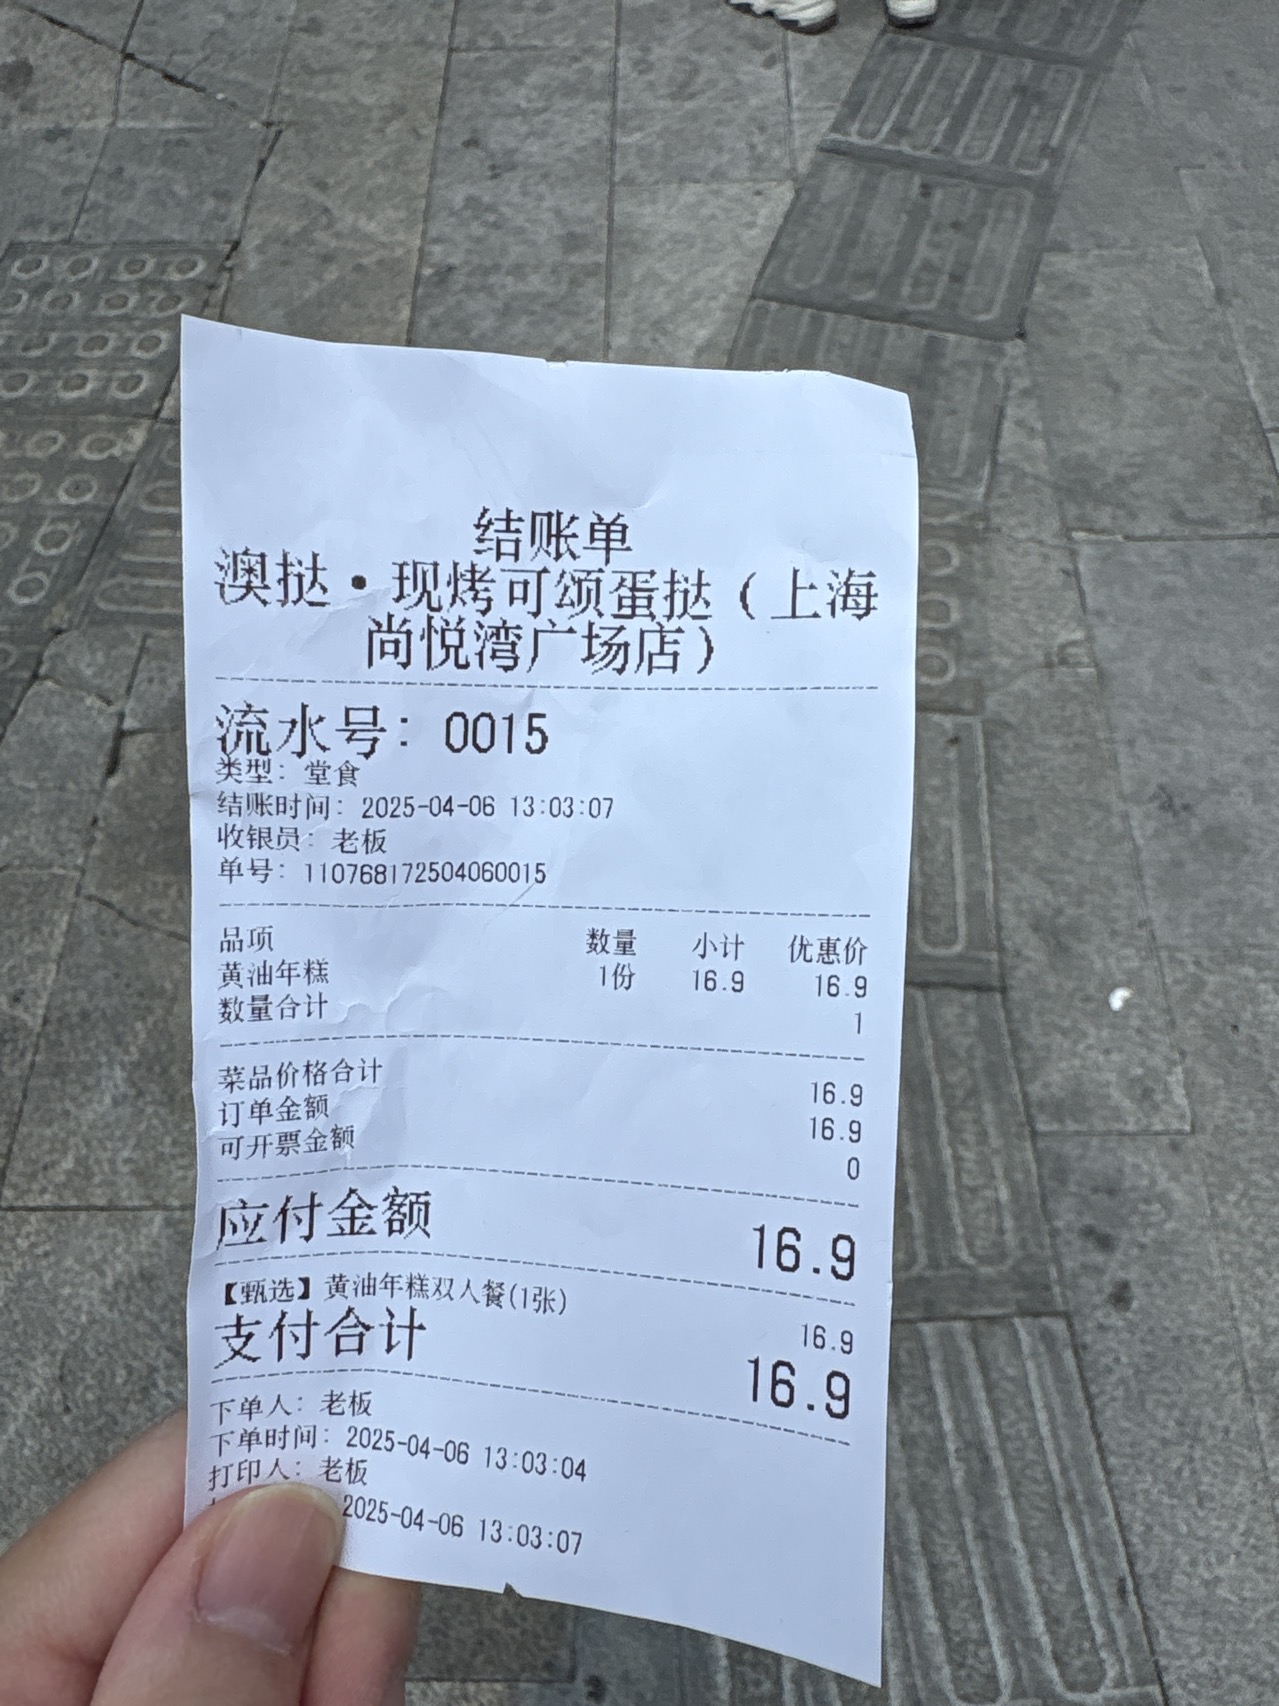 结账单
澳挞·现烤可颂蛋挞（上海
尚悦湾广场店）
流水号：0015
类型：堂食
结账时间：2025-04-06 13:03:07
收银员：老板
单号：110768172504060015
品项 数量 小计 优惠价
黄油年糕 1份 16.9 16.9
数量合计 1
菜品价格合计 16.9
订单金额 16.9
可开票金额 0
应付金额 16.9
【甄选】黄油年糕双人餐(1张) 16.9
支付合计 16.9
下单人：老板
下单时间：2025-04-06 13:03:04
打印人：老板
2025-04-06 13:03:07